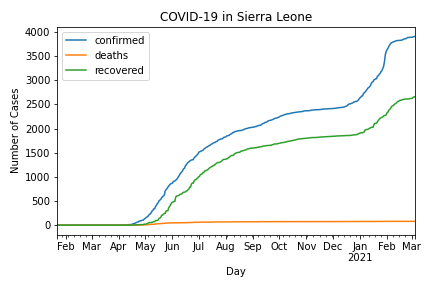 COVID-19 in Sierra Leone
confirmed
deaths
recovered
Number of Cases
4000
3500
3000
2500
2000
1500
1000
500
0
Feb Mar Apr May Jun Jul Aug Sep Oct Nov Dec Jan Feb Mar
2021
Day